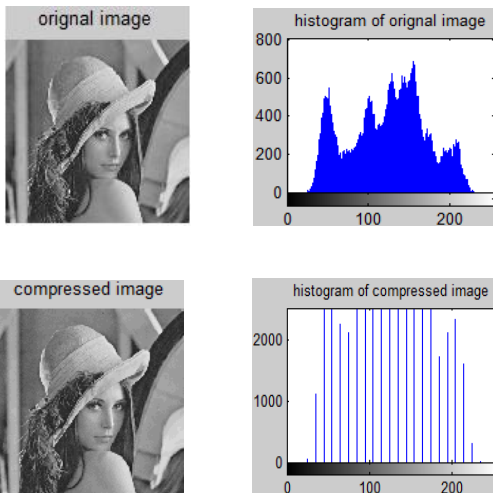 orignal image
histogram of orignal image
800
600
400
200
0
0 100 200
compressed image
histogram of compressed image
2000
1000
0
0 100 200